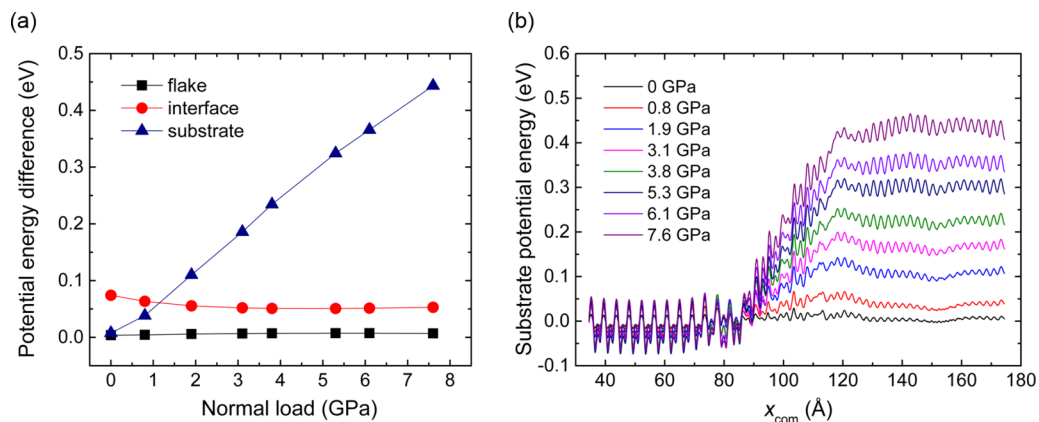 (a)
Potential energy difference (eV)
0.5
0.4
0.3
0.2
0.1
0.0
flake
interface
substrate
0 1 2 3 4 5 6 7 8
Normal load (GPa)
(b)
Substrate potential energy (eV)
0.6
0.5
0.4
0.3
0.2
0.1
0.0
-0.1
0 GPa
0.8 GPa
1.9 GPa
3.1 GPa
3.8 GPa
5.3 GPa
6.1 GPa
7.6 GPa
40 60 80 100 120 140 160 180
xcom (Å)